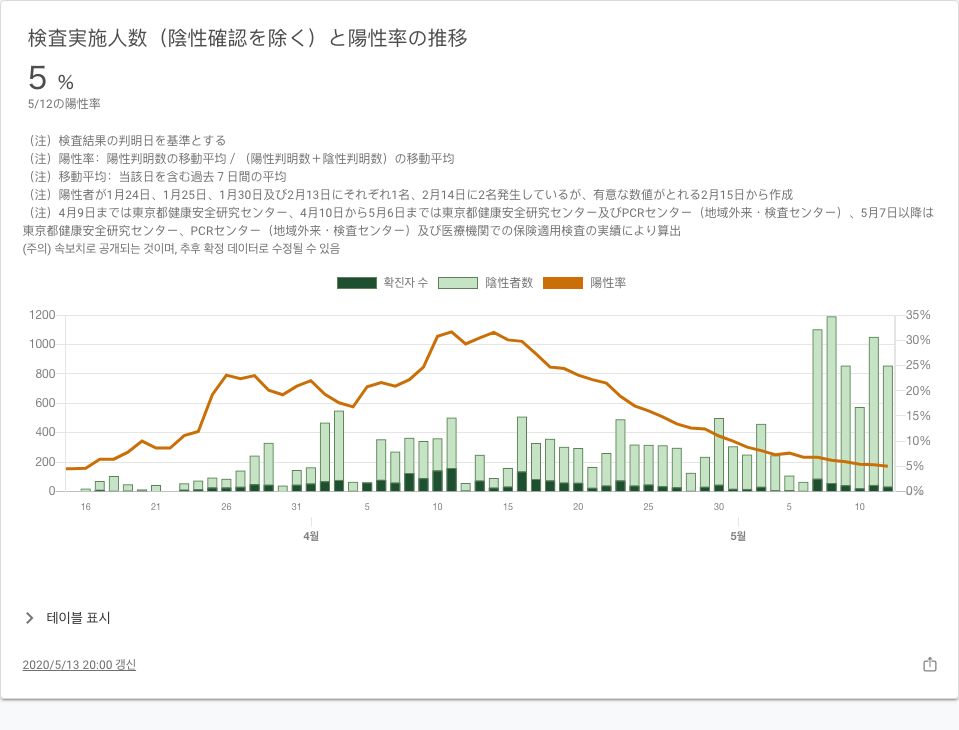 検査実施人数（陰性確認を除く）と陽性率の推移
5 %
5/12の陽性率
（注）検査結果の判明日を基準とする
（注）陽性率：陽性判明数の移動平均 / （陽性判明数＋陰性判明数）の移動平均
（注）移動平均：当該日を含む過去７日間の平均
（注）陽性者が1月24日、1月25日、1月30日及び2月13日にそれぞれ1名、2月14日に2名発生しているが、有意な数値がとれる2月15日から作成
（注）4月9日までは東京都健康安全研究センター、4月10日から5月6日までは東京都健康安全研究センター及びPCRセンター（地域外来・検査センター）、5月7日以降は
東京都健康安全研究センター、PCRセンター（地域外来・検査センター）及び医療機関での保険適用検査の実績により算出
(주의) 속보치로 공개되는 것이며, 추후 확정 데이터로 수정될 수 있음
확진자 수 陰性者数 陽性率
1200 35%
1000 30%
800 25%
600 20%
400 15%
200 10%
0 5%
0%
16 21 26 31 5 10 15 20 25 30 5 10
4월 5월
테이블 표시
2020/5/13 20:00 갱신